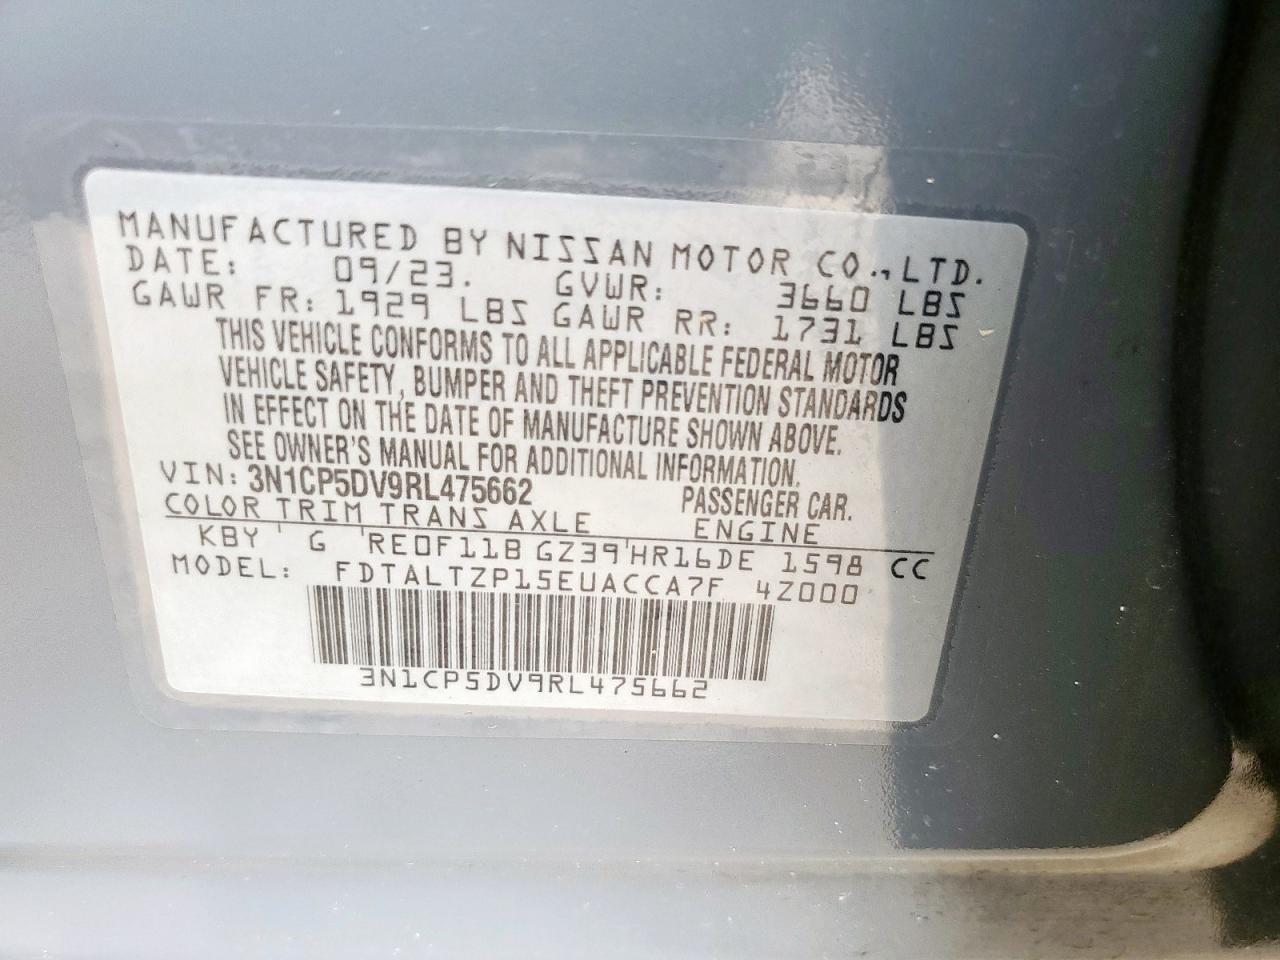 MANUFACTURED BY NISSAN MOTOR CO., LTD.
DATE: 09/23. GVWR: 3660 LBS
GAWR FR: 1929 LBS GAWR RR: 1731 LBS
THIS VEHICLE CONFORMS TO ALL APPLICABLE FEDERAL MOTOR
VEHICLE SAFETY, BUMPER AND THEFT PREVENTION STANDARDS
IN EFFECT ON THE DATE OF MANUFACTURE SHOWN ABOVE.
SEE OWNER'S MANUAL FOR ADDITIONAL INFORMATION.
VIN: 3N1CP5DV9RL475662 PASSENGER CAR.
COLOR TRIM TRANS AXLE ENGINE
KBY G RE0F11B GZ39 HR16DE 1598 CC
MODEL: FDTALTZP15EUACCA7F 4Z000
3N1CP5DV9RL475662